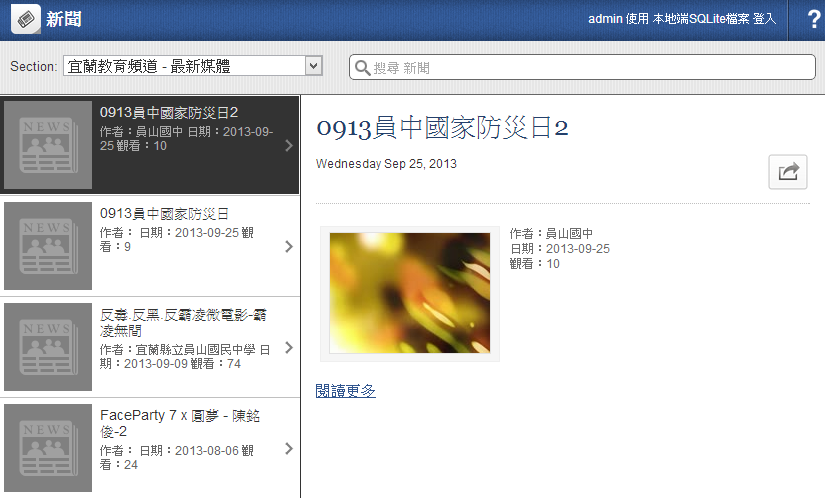 新聞
admin 使用 本地端SQLite檔案 登入
?
Section: 宜蘭教育頻道 - 最新媒體
搜尋 新聞
NEWS
0913員中國家防災日2
作者：員山國中 日期：2013-09-
25 觀看：10
NEWS
0913員中國家防災日
作者： 日期：2013-09-25 觀
看：9
NEWS
反毒.反黑.反霸凌微電影-霸
凌無間
作者：宜蘭縣立員山國民中學 日
期：2013-09-09 觀看：74
NEWS
FaceParty 7 x 圓夢 - 陳銘
俊-2
作者： 日期：2013-08-06 觀
看：24
0913員中國家防災日2
Wednesday Sep 25, 2013
作者：員山國中
日期：2013-09-25
觀看：10
閱讀更多